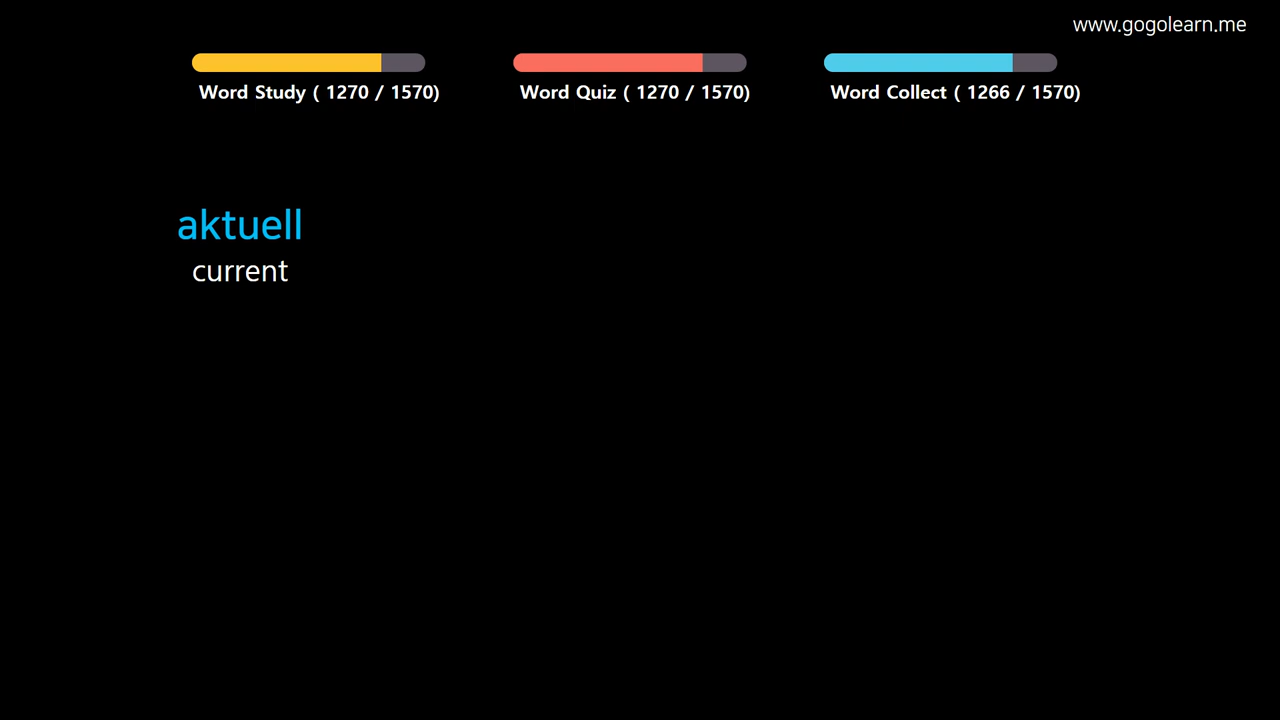 www.gogolearn.me
Word Study ( 1270 / 1570)
Word Quiz ( 1270 / 1570)
Word Collect ( 1266 / 1570)
aktuell
current